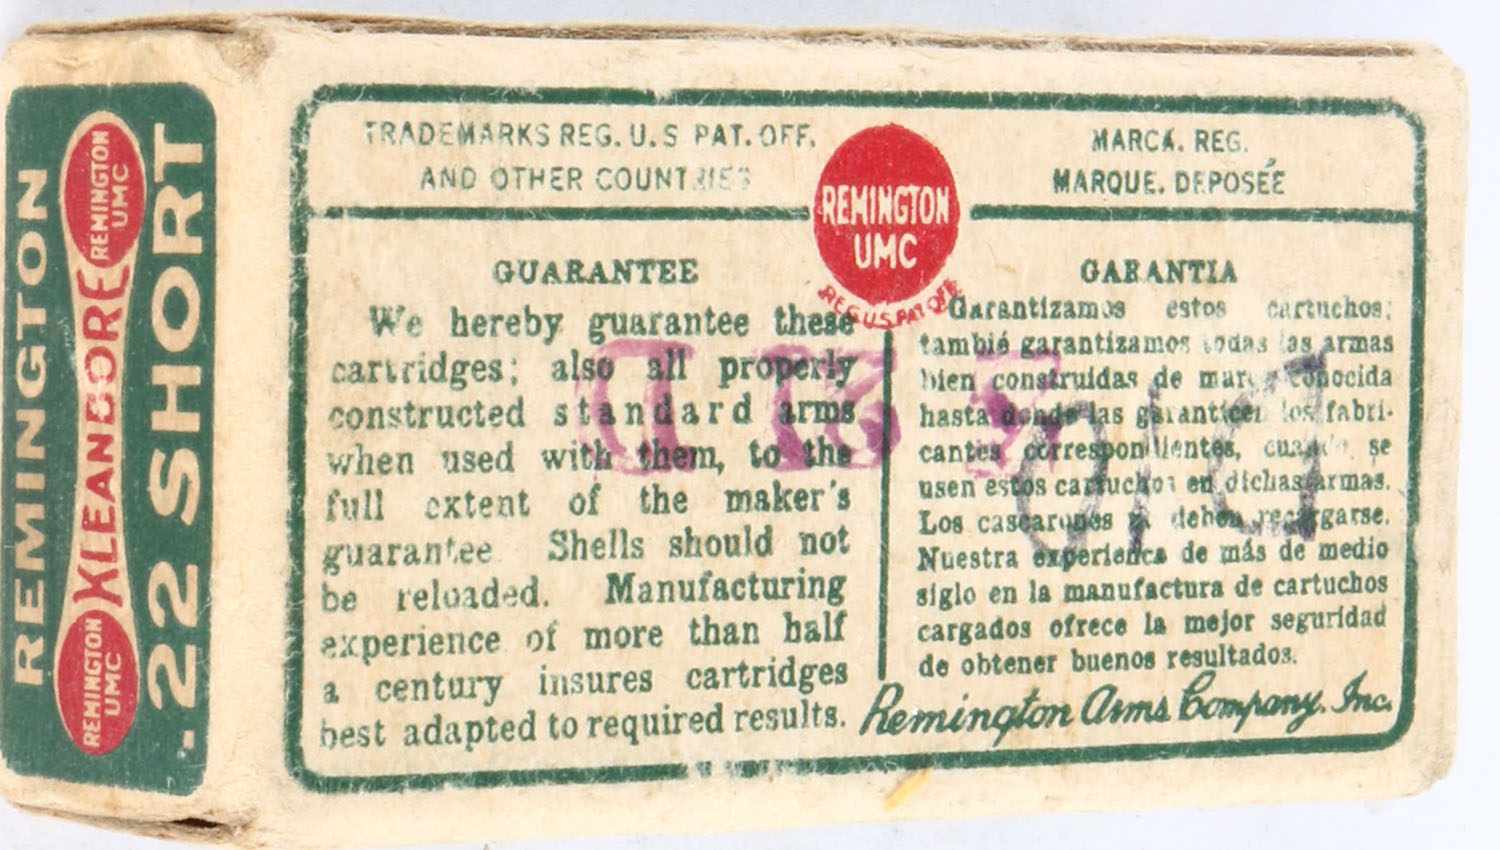 REMINGTON
REMINGTON
UMC
KLEANBORE
REMINGTON
UMC
.22 SHORT
TRADEMARKS REG. U.S PAT. OFF.
AND OTHER COUNTRIES
REMINGTON
UMC
REG. U.S. PAT. OFF.
MARCA. REG.
MARQUE. DEPOSÉE
GUARANTEE
We hereby guarantee these
cartridges; also all properly
constructed standard arms
when used with them, to the
full extent of the maker's
guarantee. Shells should not
be reloaded. Manufacturing
experience of more than half
a century insures cartridges
best adapted to required results.
GARANTIA
Garantizamos estos cartuchos;
tambié garantizamos todas las armas
bien construidas de marca conocida
hasta donde las garanticen los fabri-
cantes correspondientes, cuando se
usen estos cartuchos en dichas armas.
Los cascarones no deben recargarse.
Nuestra experienca de más de medio
siglo en la manufactura de cartuchos
cargados ofrece la mejor seguridad
de obtener buenos resultados.
Remington Arms Company, Inc.